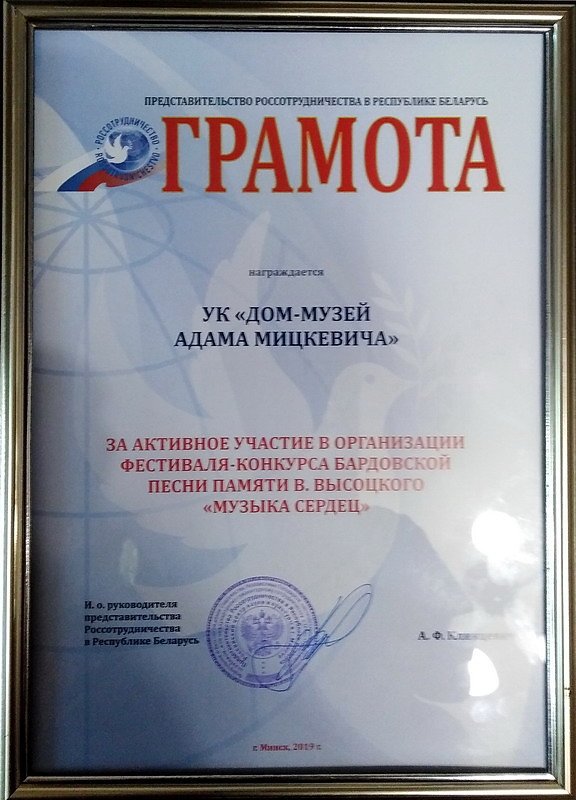 ПРЕДСТАВИТЕЛЬСТВО РОССОТРУДНИЧЕСТВА В РЕСПУБЛИКЕ БЕЛАРУСЬ
РОССОТРУДНИЧЕСТВО
ГРАМОТА
награждается
УК «ДОМ-МУЗЕЙ
АДАМА МИЦКЕВИЧА»
ЗА АКТИВНОЕ УЧАСТИЕ В ОРГАНИЗАЦИИ
ФЕСТИВАЛЯ-КОНКУРСА БАРДОВСКОЙ
ПЕСНИ ПАМЯТИ В. ВЫСОЦКОГО
«МУЗЫКА СЕРДЕЦ»
И. о. руководителя
представительства
Россотрудничества
в Республике Беларусь
А. Ф.
г. Минск, 2019 г.